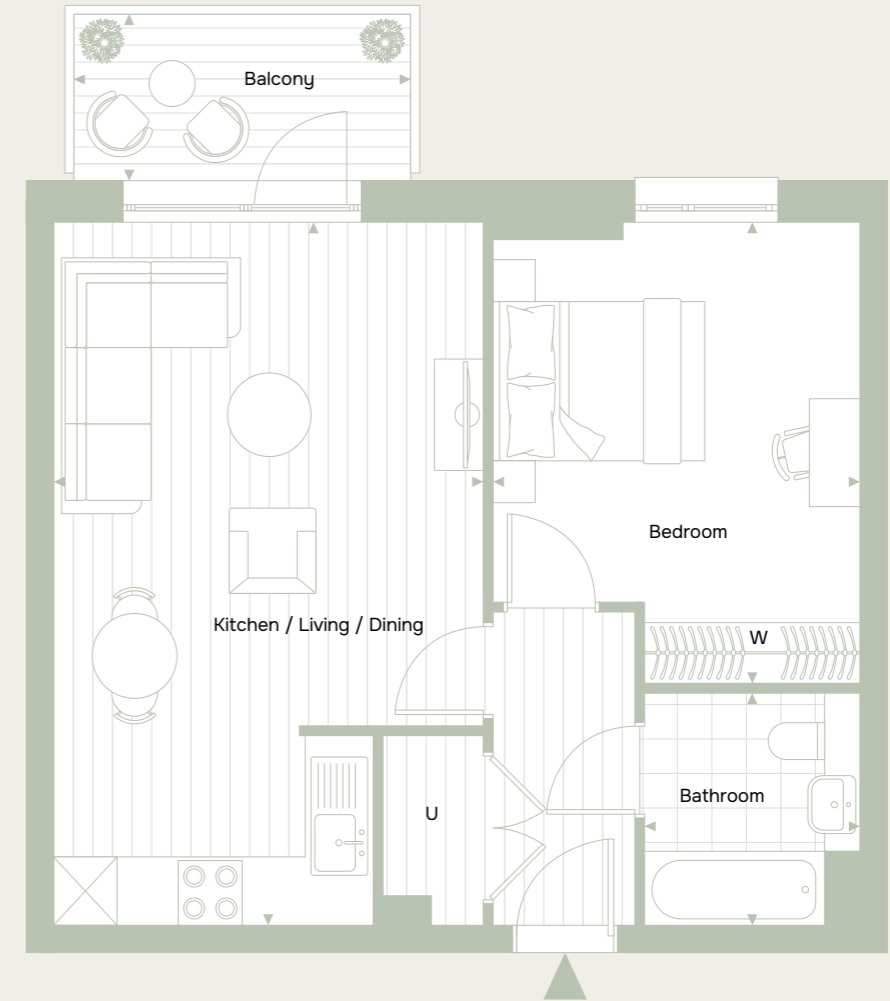 Balcony
Bedroom
Kitchen / Living / Dining
W
Bathroom
U